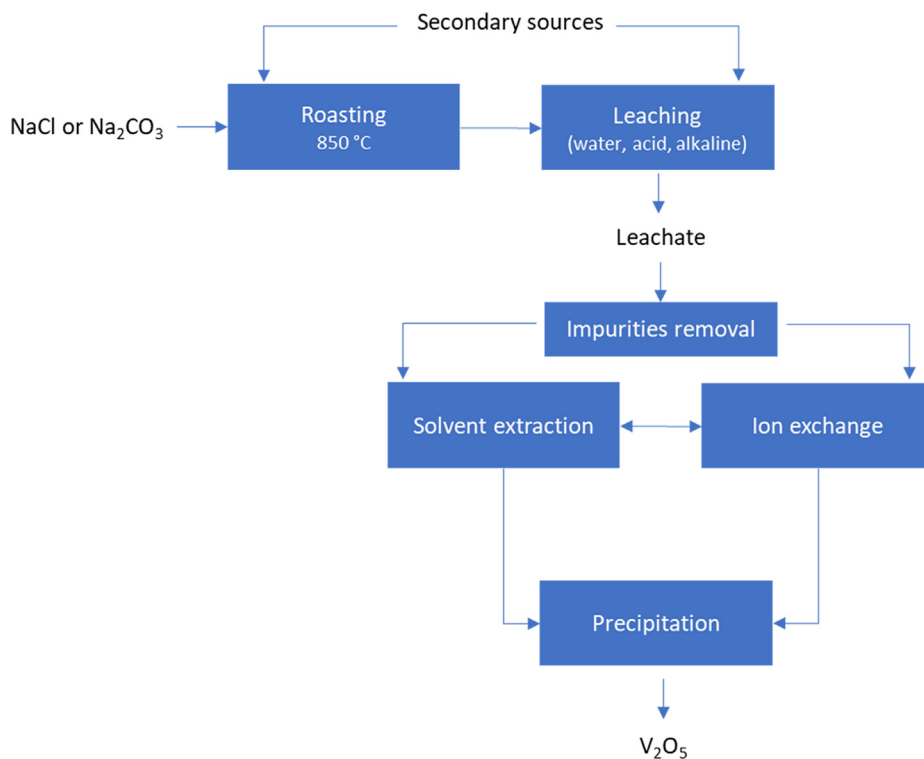 Secondary sources
NaCl or Na₂CO₃
Roasting
850 °C
Leaching
(water, acid, alkaline)
Leachate
Impurities removal
Solvent extraction
Ion exchange
Precipitation
V₂O₅